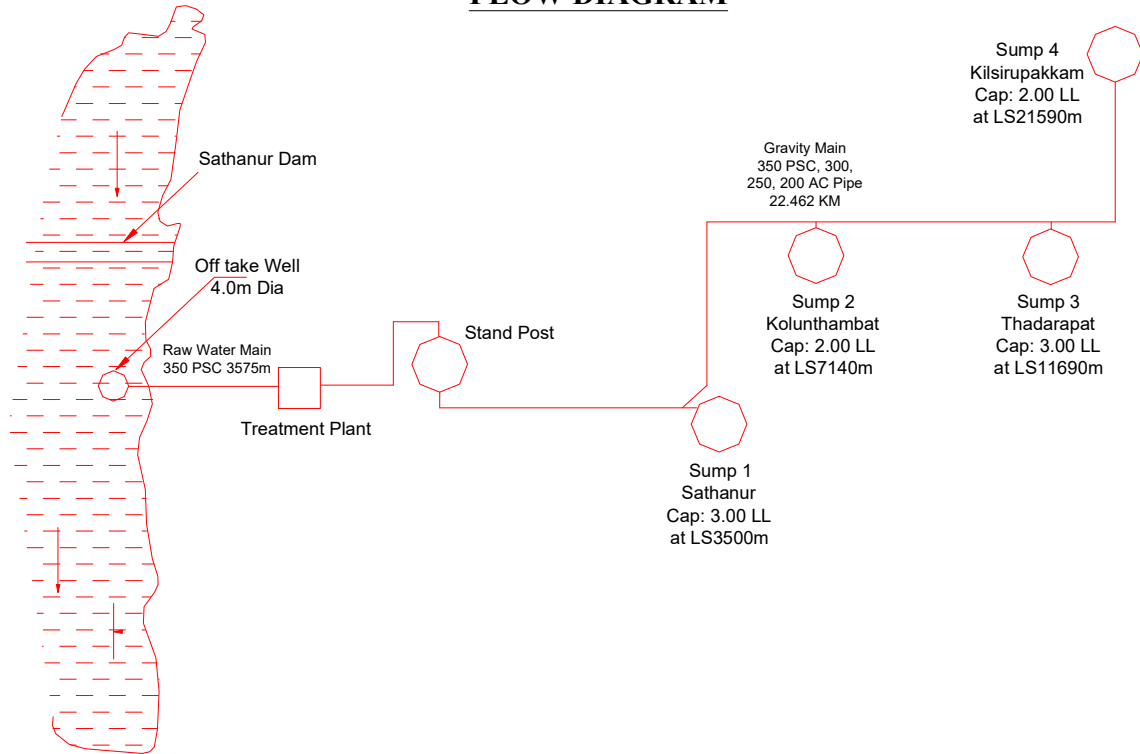 FLOW DIAGRAM
Sump 4
Kilsirupakkam
Cap: 2.00 LL
at LS21590m
Gravity Main
350 PSC, 300,
250, 200 AC Pipe
22.462 KM
Sathanur Dam
Off take Well
4.0m Dia
Sump 2
Kolunthambat
Cap: 2.00 LL
at LS7140m
Sump 3
Thadarapat
Cap: 3.00 LL
at LS11690m
Stand Post
Raw Water Main
350 PSC 3575m
Treatment Plant
Sump 1
Sathanur
Cap: 3.00 LL
at LS3500m